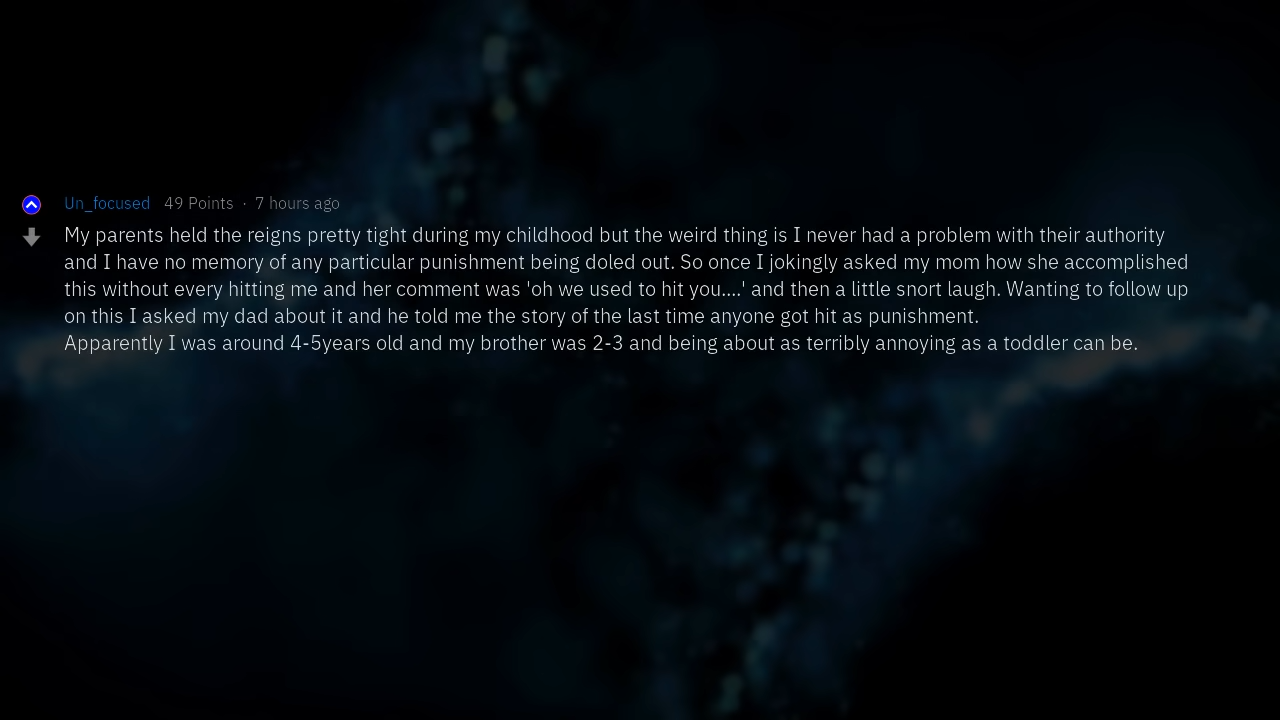 Un_focused 49 Points · 7 hours ago
My parents held the reigns pretty tight during my childhood but the weird thing is I never had a problem with their authority
and I have no memory of any particular punishment being doled out. So once I jokingly asked my mom how she accomplished
this without every hitting me and her comment was 'oh we used to hit you....' and then a little snort laugh. Wanting to follow up
on this I asked my dad about it and he told me the story of the last time anyone got hit as punishment.
Apparently I was around 4-5years old and my brother was 2-3 and being about as terribly annoying as a toddler can be.